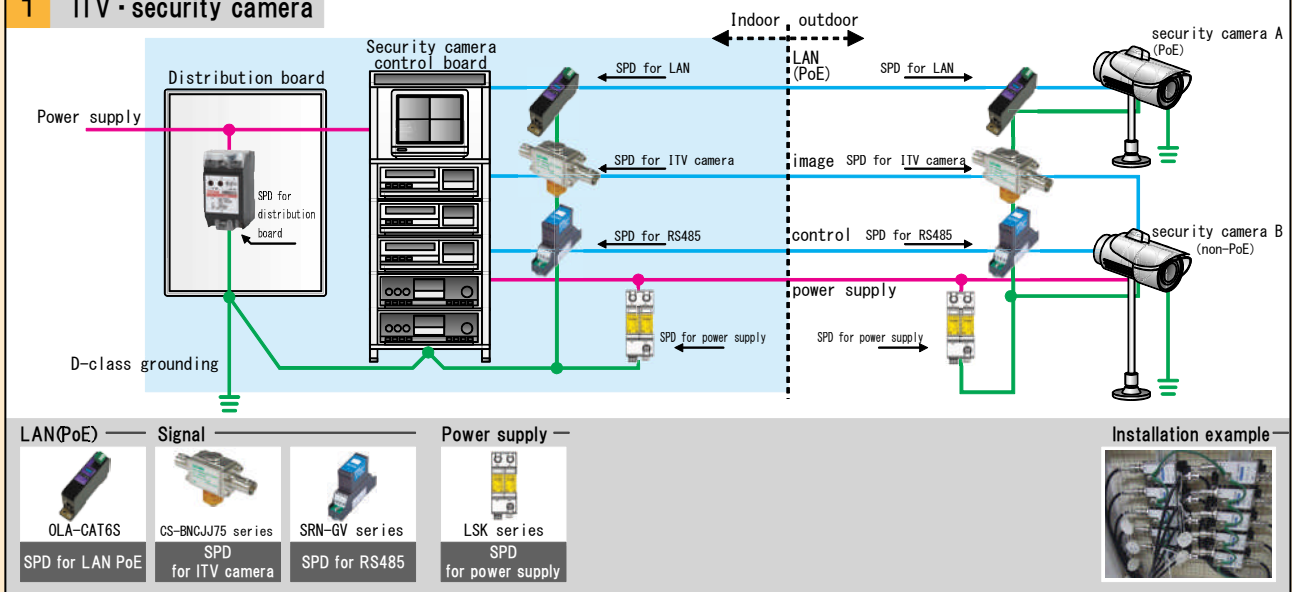 1 ITV・security camera
Indoor outdoor
security camera A
(PoE)
Security camera
control board
LAN
(PoE)
SPD for LAN
SPD for LAN
Distribution board
Power supply
SPD for ITV camera
image
SPD for ITV camera
SPD for
distribution
board
SPD for RS485
control
SPD for RS485
security camera B
(non-PoE)
power supply
SPD for power supply
SPD for power supply
D-class grounding
LAN(PoE)
Signal
Power supply
Installation example
OLA-CAT6S
CS-BNCJJ75 series
SRN-GV series
LSK series
SPD for LAN PoE
SPD
for ITV camera
SPD for RS485
SPD
for power supply